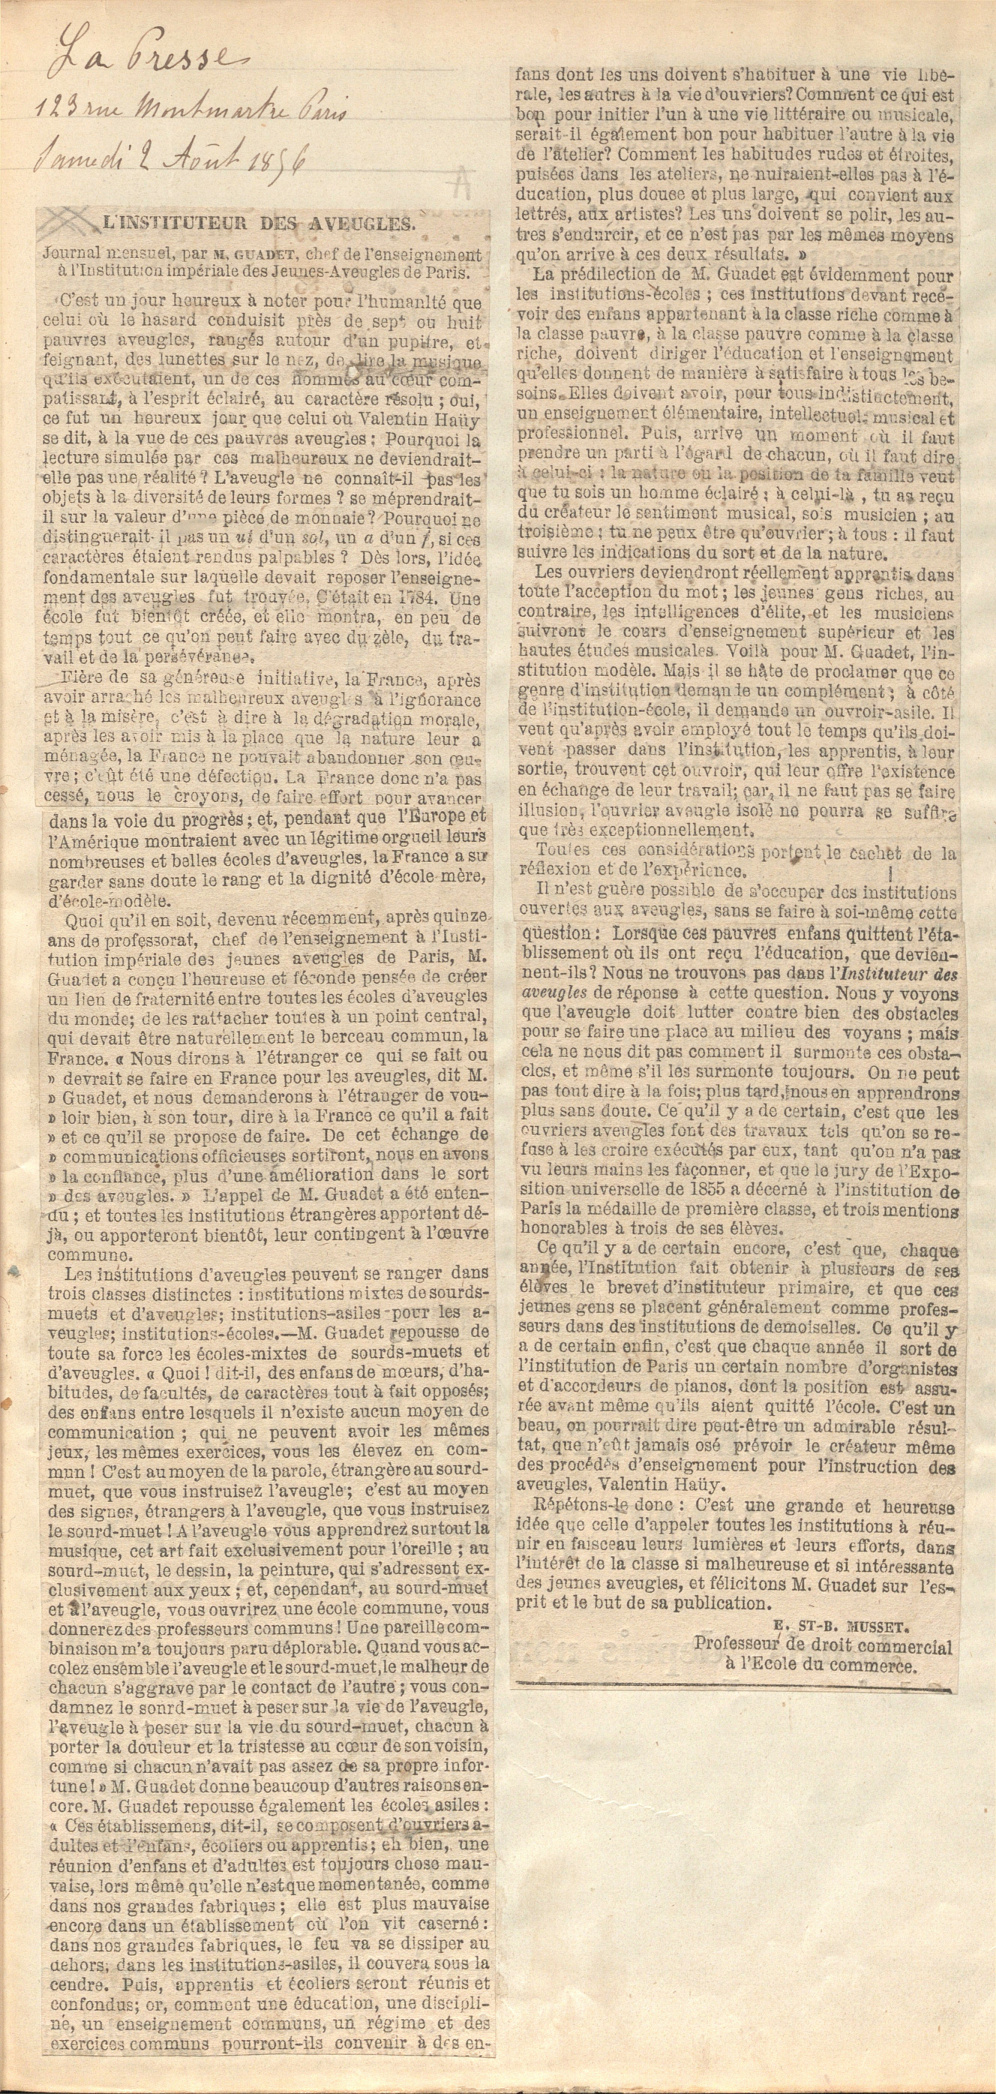 La Presse
123 rue Montmartre Paris
Samedi 2 Août 1856
A
L'INSTITUTEUR DES AVEUGLES.
Journal mensuel, par M. GUADET, chef de l'enseignement
à l'Institution impériale des Jeunes-Aveugles de Paris.
C'est un jour heureux à noter pour l'humanité que
celui où le hasard conduisit près de sept ou huit
pauvres aveugles, rangés autour d'un pupitre, et
feignant, des lunettes sur le nez, de lire la musique
qu'ils exécutaient, un de ces hommes au cœur com-
patissant, à l'esprit éclairé, au caractère résolu ; oui,
ce fut un heureux jour que celui où Valentin Haüy
se dit, à la vue de ces pauvres aveugles : Pourquoi la
lecture simulée par ces malheureux ne deviendrait-
elle pas une réalité ? L'aveugle ne connaît-il pas les
objets à la diversité de leurs formes ? se méprendrait-
il sur la valeur d'une pièce de monnaie ? Pourquoi ne
distinguerait-il pas un ut d'un sol, un a d'un f, si ces
caractères étaient rendus palpables ? Dès lors, l'idée
fondamentale sur laquelle devait reposer l'enseigne-
ment des aveugles fut trouvée. C'était en 1784. Une
école fut bientôt créée, et elle montra, en peu de
temps tout ce qu'on peut faire avec du zèle, du tra-
vail et de la persévérance.
Fière de sa généreuse initiative, la France, après
avoir arraché les malheureux aveugles à l'ignorance
et à la misère, c'est à dire à la dégradation morale,
après les avoir mis à la place que la nature leur a
ménagée, la France ne pouvait abandonner son œu-
vre ; c'eût été une défection. La France donc n'a pas
cessé, nous le croyons, de faire effort pour avancer
dans la voie du progrès ; et, pendant que l'Europe et
l'Amérique montraient avec un légitime orgueil leurs
nombreuses et belles écoles d'aveugles, la France a su
garder sans doute le rang et la dignité d'école mère,
d'école-modèle.
Quoi qu'il en soit, devenu récemment, après quinze
ans de professorat, chef de l'enseignement à l'Insti-
tution impériale des jeunes aveugles de Paris, M.
Guadet a conçu l'heureuse et féconde pensée de créer
un lien de fraternité entre toutes les écoles d'aveugles
du monde; de les rattacher toutes à un point central,
qui devait être naturellement le berceau commun, la
France. « Nous dirons à l'étranger ce qui se fait ou
» devrait se faire en France pour les aveugles, dit M.
» Guadet, et nous demanderons à l'étranger de vou-
» loir bien, à son tour, dire à la France ce qu'il a fait
» et ce qu'il se propose de faire. De cet échange de
» communications officieuses sortiront, nous en avons
» la confiance, plus d'une amélioration dans le sort
» des aveugles. » L'appel de M. Guadet a été enten-
du ; et toutes les institutions étrangères apportent dé-
jà, ou apporteront bientôt, leur contingent à l'œuvre
commune.
Les institutions d'aveugles peuvent se ranger dans
trois classes distinctes : institutions mixtes de sourds-
muets et d'aveugles; institutions-asiles pour les a-
veugles; institutions-écoles.—M. Guadet repousse de
toute sa force les écoles-mixtes de sourds-muets et
d'aveugles. « Quoi ! dit-il, des enfans de mœurs, d'ha-
bitudes, de facultés, de caractères tout à fait opposés;
des enfans entre lesquels il n'existe aucun moyen de
communication ; qui ne peuvent avoir les mêmes
jeux, les mêmes exercices, vous les élevez en com-
mun ! C'est au moyen de la parole, étrangère au sourd-
muet, que vous instruisez l'aveugle ; c'est au moyen
des signes, étrangers à l'aveugle, que vous instruisez
le sourd-muet ! A l'aveugle vous apprendrez surtout la
musique, cet art fait exclusivement pour l'oreille ; au
sourd-muet, le dessin, la peinture, qui s'adressent ex-
clusivement aux yeux ; et, cependant, au sourd-muet
et à l'aveugle, vous ouvrirez une école commune, vous
donnerez des professeurs communs ! Une pareille com-
binaison m'a toujours paru déplorable. Quand vous ac-
colez ensemble l'aveugle et le sourd-muet, le malheur de
chacun s'aggrave par le contact de l'autre ; vous con-
damnez le sourd-muet à peser sur la vie de l'aveugle,
l'aveugle à peser sur la vie du sourd-muet, chacun à
porter la douleur et la tristesse au cœur de son voisin,
comme si chacun n'avait pas assez de sa propre infor-
tune ! » M. Guadet donne beaucoup d'autres raisons en-
core. M. Guadet repousse également les écoles asiles :
« Ces établissemens, dit-il, se composent d'ouvriers a-
dultes et d'enfans, écoliers ou apprentis ; eh bien, une
réunion d'enfans et d'adultes est toujours chose mau-
vaise, lors même qu'elle n'est que momentanée, comme
dans nos grandes fabriques ; elle est plus mauvaise
encore dans un établissement où l'on vit caserné :
dans nos grandes fabriques, le feu va se dissiper au
dehors; dans les institutions-asiles, il couvera sous la
cendre. Puis, apprentis et écoliers seront réunis et
confondus; or, comment une éducation, une discipli-
ne, un enseignement communs, un régime et des
exercices communs pourront-ils convenir à des en-
fans dont les uns doivent s'habituer à une vie libé-
rale, les autres à la vie d'ouvriers? Comment ce qui est
bon pour initier l'un à une vie littéraire ou musicale,
serait-il également bon pour habituer l'autre à la vie
de l'atelier? Comment les habitudes rudes et étroites,
puisées dans les ateliers, ne nuiraient-elles pas à l'é-
ducation, plus douce et plus large, qui convient aux
lettrés, aux artistes? Les uns doivent se polir, les au-
tres s'endurcir, et ce n'est pas par les mêmes moyens
qu'on arrive à ces deux résultats. »
La prédilection de M. Guadet est évidemment pour
les institutions-écoles ; ces institutions devant rece-
voir des enfans appartenant à la classe riche comme à
la classe pauvre, à la classe pauvre comme à la classe
riche, doivent diriger l'éducation et l'enseignement
qu'elles donnent de manière à satisfaire à tous les be-
soins. Elles doivent avoir, pour tous indistinctement,
un enseignement élémentaire, intellectuel, musical et
professionnel. Puis, arrive un moment où il faut
prendre un parti à l'égard de chacun, où il faut dire
à celui-ci : la nature ou la position de ta famille veut
que tu sois un homme éclairé ; à celui-là, tu as reçu
du créateur le sentiment musical, sois musicien ; au
troisième : tu ne peux être qu'ouvrier ; à tous : il faut
suivre les indications du sort et de la nature.
Les ouvriers deviendront réellement apprentis dans
toute l'acception du mot ; les jeunes gens riches, au
contraire, les intelligences d'élite, et les musiciens
suivront le cours d'enseignement supérieur et les
hautes études musicales. Voilà pour M. Guadet, l'in-
stitution modèle. Mais il se hâte de proclamer que ce
genre d'institution demande un complément ; à côté
de l'institution-école, il demande un ouvroir-asile. Il
veut qu'après avoir employé tout le temps qu'ils doi-
vent passer dans l'institution, les apprentis, à leur
sortie, trouvent cet ouvroir, qui leur offre l'existence
en échange de leur travail; car, il ne faut pas se faire
illusion, l'ouvrier aveugle isolé ne pourra se suffire
que très exceptionnellement.
Toutes ces considérations portent le cachet de la
réflexion et de l'expérience.
Il n'est guère possible de s'occuper des institutions
ouvertes aux aveugles, sans se faire à soi-même cette
question : Lorsque ces pauvres enfans quittent l'éta-
blissement où ils ont reçu l'éducation, que devien-
nent-ils? Nous ne trouvons pas dans l'Instituteur des
aveugles de réponse à cette question. Nous y voyons
que l'aveugle doit lutter contre bien des obstacles
pour se faire une place au milieu des voyans ; mais
cela ne nous dit pas comment il surmonte ces obsta-
cles, et même s'il les surmonte toujours. On ne peut
pas tout dire à la fois; plus tard, nous en apprendrons
plus sans doute. Ce qu'il y a de certain, c'est que les
ouvriers aveugles font des travaux tels qu'on se re-
fuse à les croire exécutés par eux, tant qu'on n'a pas
vu leurs mains les façonner, et que le jury de l'Expo-
sition universelle de 1855 a décerné à l'institution de
Paris la médaille de première classe, et trois mentions
honorables à trois de ses élèves.
Ce qu'il y a de certain encore, c'est que, chaque
année, l'Institution fait obtenir à plusieurs de ses
élèves le brevet d'instituteur primaire, et que ces
jeunes gens se placent généralement comme profes-
seurs dans des institutions de demoiselles. Ce qu'il y
a de certain enfin, c'est que chaque année il sort de
l'institution de Paris un certain nombre d'organistes
et d'accordeurs de pianos, dont la position est assu-
rée avant même qu'ils aient quitté l'école. C'est un
beau, on pourrait dire peut-être un admirable résul-
tat, que n'eût jamais osé prévoir le créateur même
des procédés d'enseignement pour l'instruction des
aveugles, Valentin Haüy.
Répétons-le donc : C'est une grande et heureuse
idée que celle d'appeler toutes les institutions à réu-
nir en faisceau leurs lumières et leurs efforts, dans
l'intérêt de la classe si malheureuse et si intéressante
des jeunes aveugles, et félicitons M. Guadet sur l'es-
prit et le but de sa publication.
E. ST-B. MUSSET.
Professeur de droit commercial
à l'Ecole du commerce.